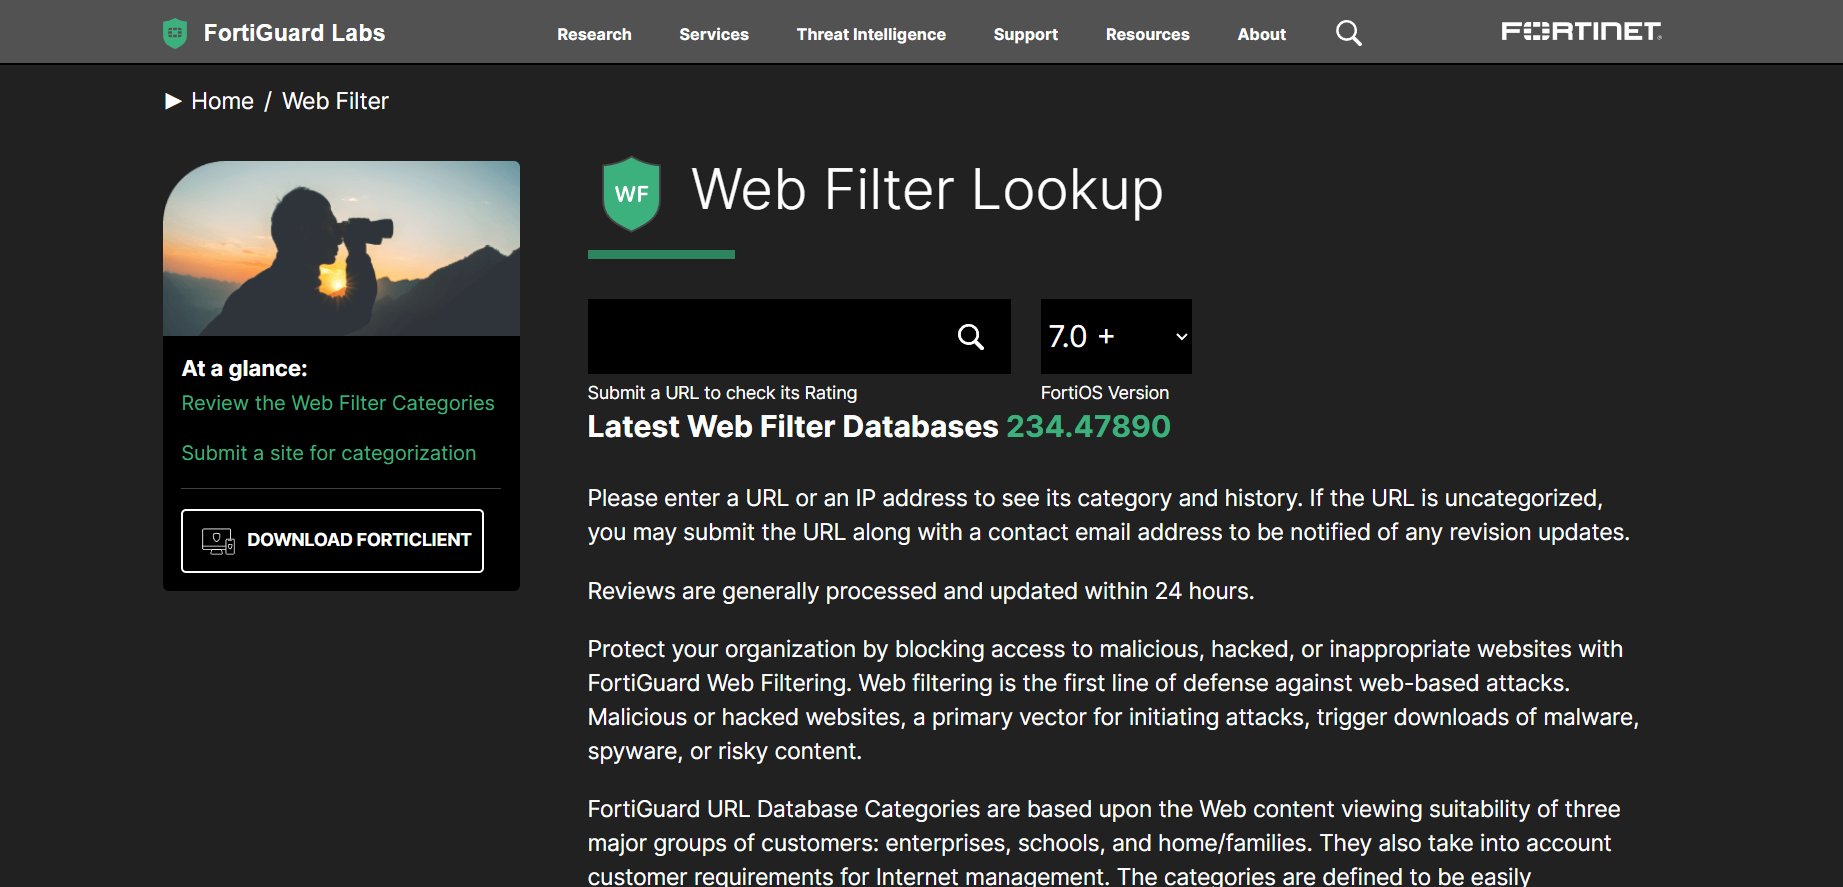 FortiGuard Labs
Research
Services
Threat Intelligence
Support
Resources
About
FORTINET
Home / Web Filter
At a glance:
Review the Web Filter Categories
Submit a site for categorization
DOWNLOAD FORTICLIENT
WF
Web Filter Lookup
7.0 +
Submit a URL to check its Rating
FortiOS Version
Latest Web Filter Databases 234.47890
Please enter a URL or an IP address to see its category and history. If the URL is uncategorized,
you may submit the URL along with a contact email address to be notified of any revision updates.
Reviews are generally processed and updated within 24 hours.
Protect your organization by blocking access to malicious, hacked, or inappropriate websites with
FortiGuard Web Filtering. Web filtering is the first line of defense against web-based attacks.
Malicious or hacked websites, a primary vector for initiating attacks, trigger downloads of malware,
spyware, or risky content.
FortiGuard URL Database Categories are based upon the Web content viewing suitability of three
major groups of customers: enterprises, schools, and home/families. They also take into account
customer requirements for Internet management. The categories are defined to be easily